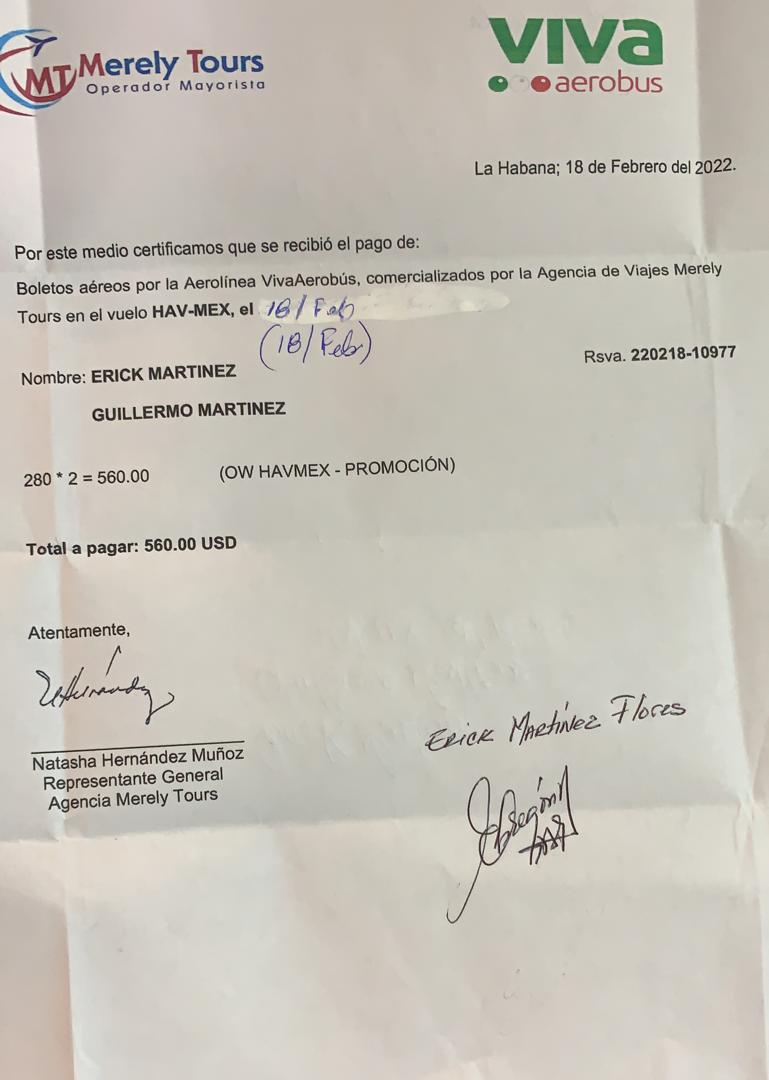 MT Merely Tours
Operador Mayorista
VIVA
aerobus
La Habana; 18 de Febrero del 2022.
Por este medio certificamos que se recibió el pago de:
Boletos aéreos por la Aerolínea VivaAerobús, comercializados por la Agencia de Viajes Merely
Tours en el vuelo HAV-MEX, el 18/Feb
(18/Feb)
Rsva. 220218-10977
Nombre: ERICK MARTINEZ
GUILLERMO MARTINEZ
280 * 2 = 560.00 (OW HAVMEX - PROMOCIÓN)
Total a pagar: 560.00 USD
Atentamente,
Natasha Hernández Muñoz
Representante General
Agencia Merely Tours
Erick Martínez Flores